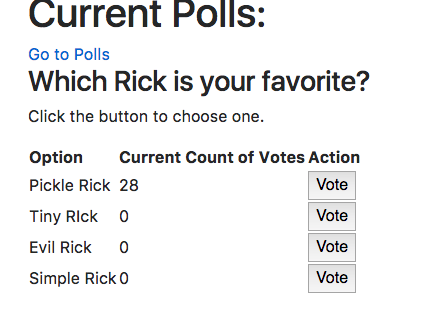 Current Polls:
Go to Polls
Which Rick is your favorite?
Click the button to choose one.
Option Current Count of Votes Action
Pickle Rick 28 Vote
Tiny RIck 0 Vote
Evil Rick 0 Vote
Simple Rick 0 Vote